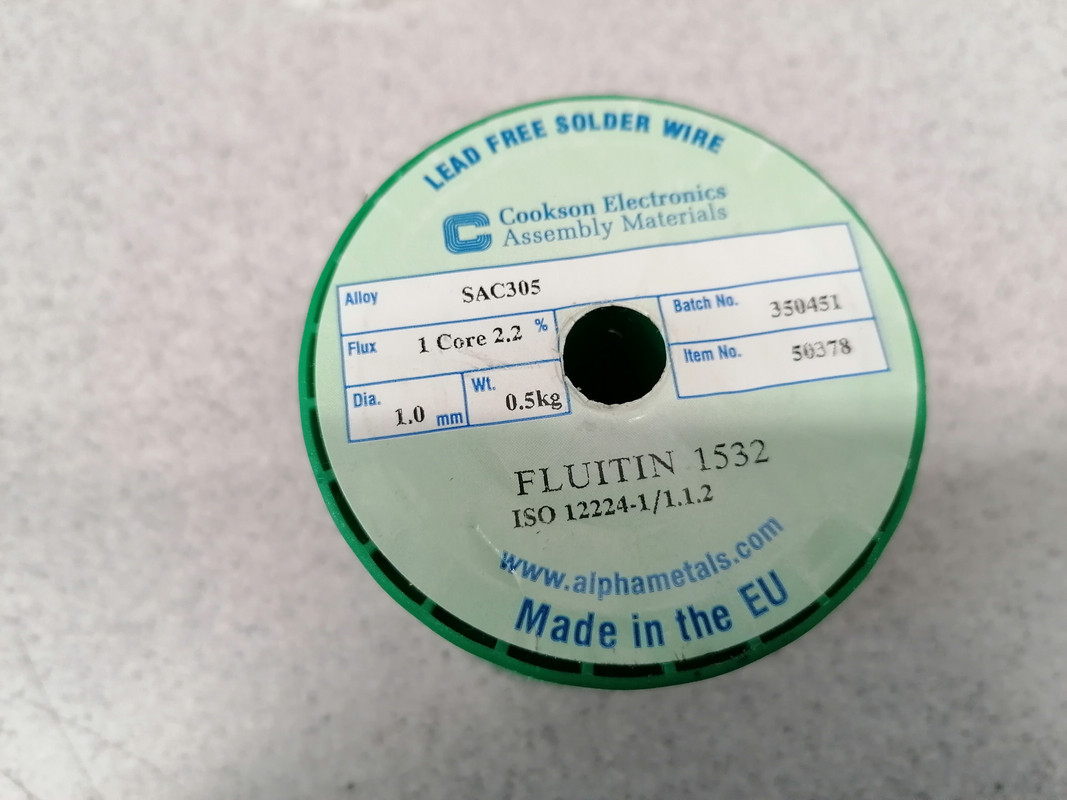 LEAD FREE SOLDER WIRE
Cookson Electronics
Assembly Materials
Alloy SAC305
Flux 1 Core 2.2 %
Dia. 1.0 mm
Wt. 0.5kg
Batch No. 350451
Item No. 50378
FLUITIN 1532
ISO 12224-1/1.1.2
www.alphametals.com
Made in the EU